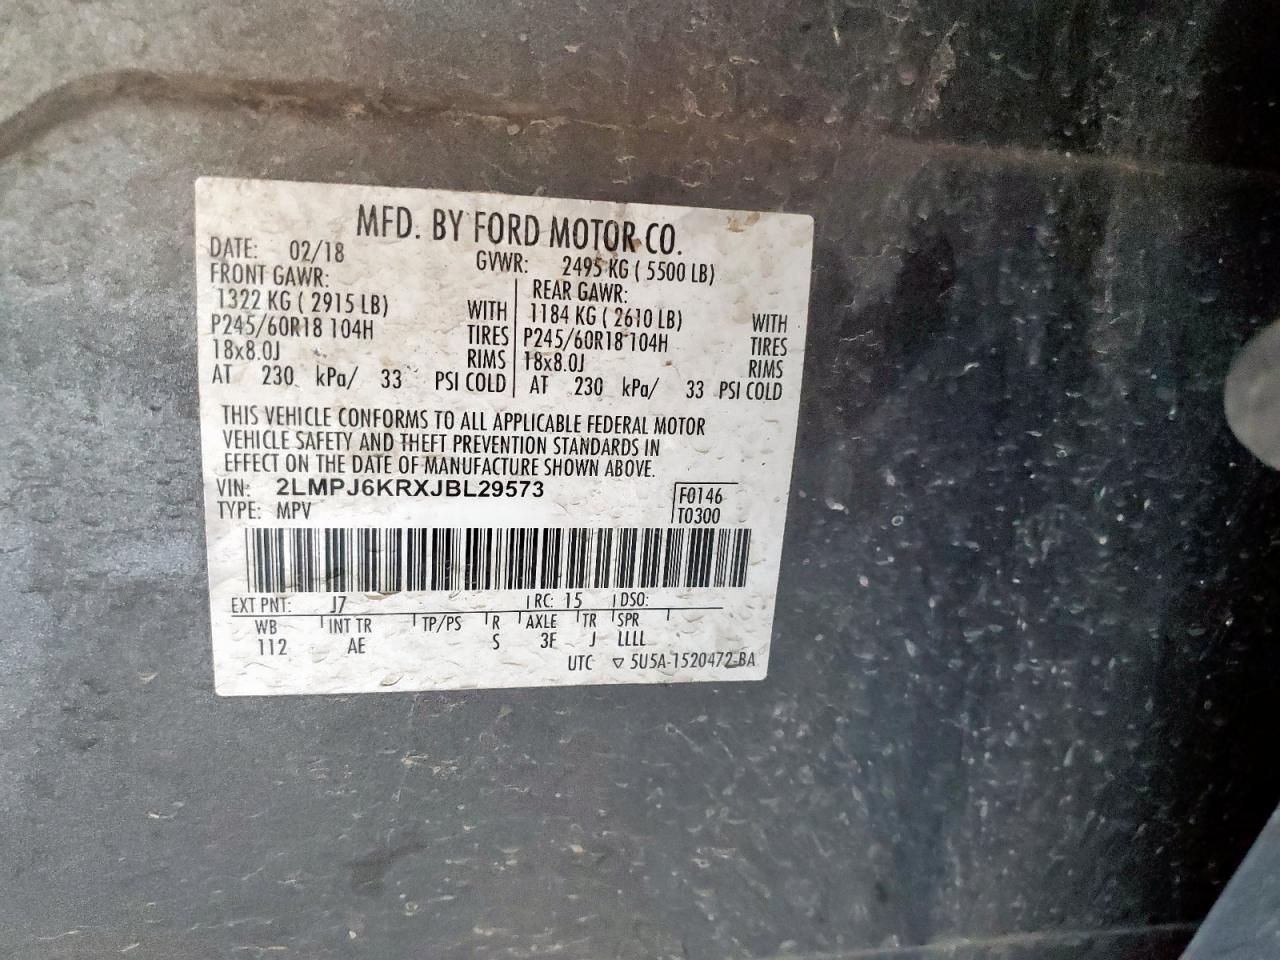 MFD. BY FORD MOTOR CO.
DATE: 02/18 GVWR: 2495 KG ( 5500 LB)
FRONT GAWR: REAR GAWR:
1322 KG ( 2915 LB) WITH 1184 KG ( 2610 LB) WITH
P245/60R18 104H TIRES P245/60R18 104H TIRES
18x8.0J RIMS 18x8.0J RIMS
AT 230 kPa/ 33 PSI COLD AT 230 kPa/ 33 PSI COLD
THIS VEHICLE CONFORMS TO ALL APPLICABLE FEDERAL MOTOR
VEHICLE SAFETY AND THEFT PREVENTION STANDARDS IN
EFFECT ON THE DATE OF MANUFACTURE SHOWN ABOVE.
VIN: 2LMPJ6KRXJBL29573 F0146
TYPE: MPV T0300
EXT PNT: J7 RC: 15 DSO:
WB INT TR TP/PS R AXLE TR SPR
112 AE S 3F J LLLL
UTC ▽ 5U5A-1520472-BA